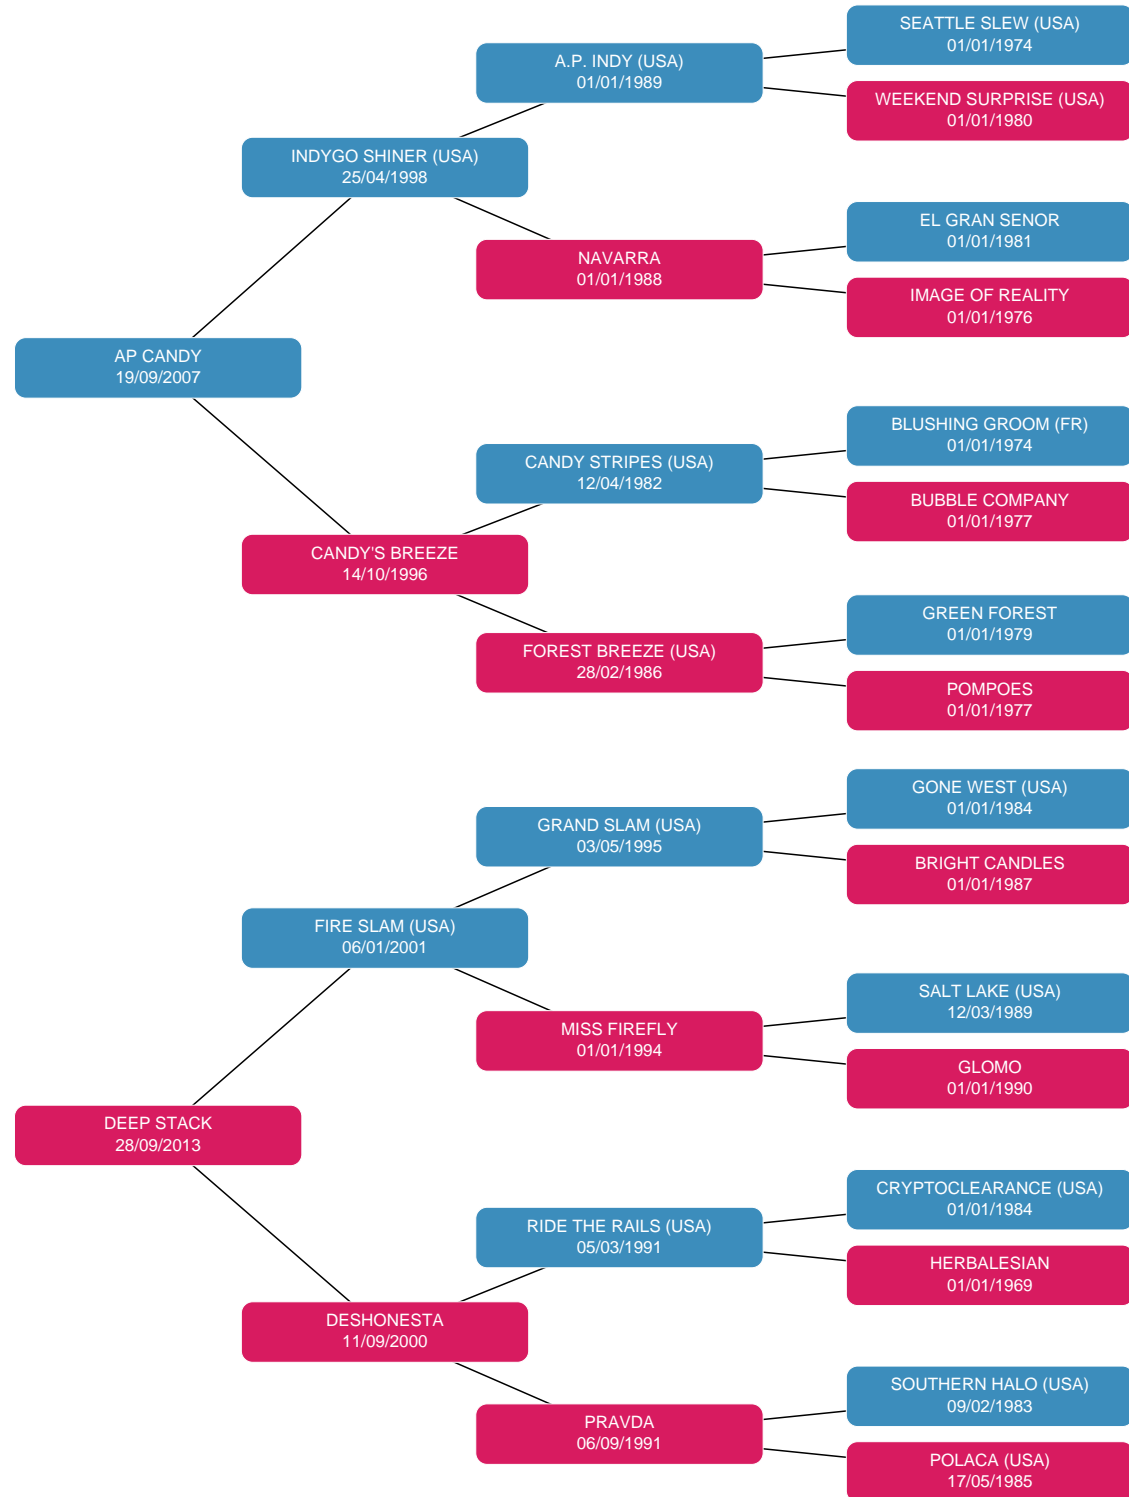 SEATTLE SLEW (USA)
01/01/1974
A.P. INDY (USA)
01/01/1989
WEEKEND SURPRISE (USA)
01/01/1980
INDYGO SHINER (USA)
25/04/1998
EL GRAN SENOR
01/01/1981
NAVARRA
01/01/1988
IMAGE OF REALITY
01/01/1976
AP CANDY
19/09/2007
BLUSHING GROOM (FR)
01/01/1974
CANDY STRIPES (USA)
12/04/1982
BUBBLE COMPANY
01/01/1977
CANDY'S BREEZE
14/10/1996
GREEN FOREST
01/01/1979
FOREST BREEZE (USA)
28/02/1986
POMPOES
01/01/1977
GONE WEST (USA)
01/01/1984
GRAND SLAM (USA)
03/05/1995
BRIGHT CANDLES
01/01/1987
FIRE SLAM (USA)
06/01/2001
SALT LAKE (USA)
12/03/1989
MISS FIREFLY
01/01/1994
GLOMO
01/01/1990
DEEP STACK
28/09/2013
CRYPTOCLEARANCE (USA)
01/01/1984
RIDE THE RAILS (USA)
05/03/1991
HERBALESIAN
01/01/1969
DESHONESTA
11/09/2000
SOUTHERN HALO (USA)
09/02/1983
PRAVDA
06/09/1991
POLACA (USA)
17/05/1985